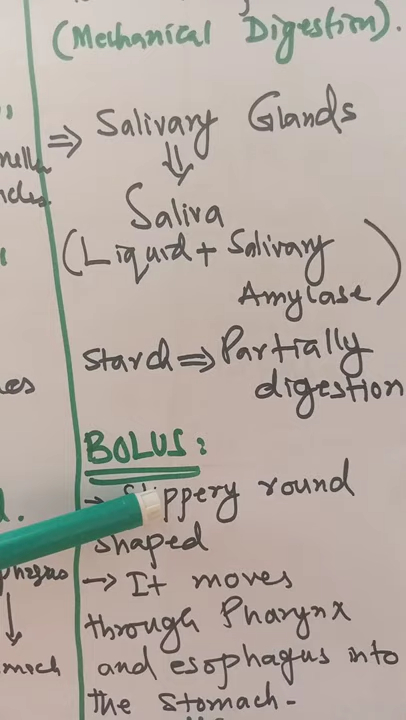 (Mechanical Digestion).
⇒ Salivary Glands
⇓
Saliva
(Liquid + Salivary
Amylase)
Starch ⇒ Partially
digestion
BOLUS:
→ Slippery round
shaped
→ It moves
through Pharynx
and esophagus into
the stomach-